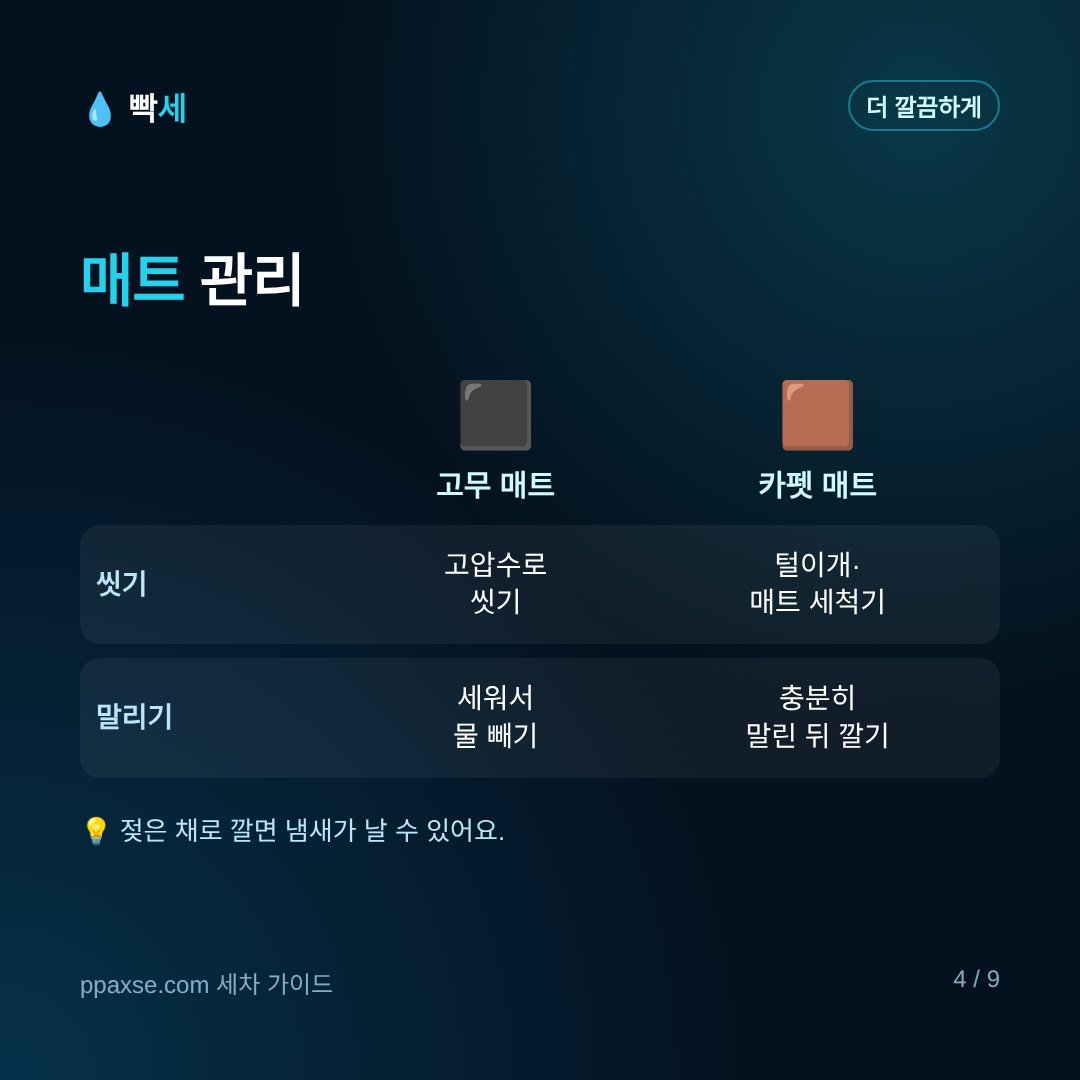 빡세
더 깔끔하게
매트 관리
고무 매트
카펫 매트
씻기
고압수로
씻기
털이개·
매트 세척기
말리기
세워서
물 빼기
충분히
말린 뒤 깔기
젖은 채로 깔면 냄새가 날 수 있어요.
ppaxse.com 세차 가이드
4 / 9